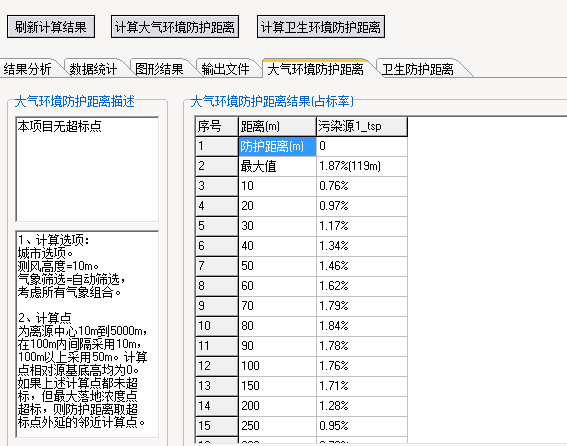 刷新计算结果 计算大气环境防护距离 计算卫生环境防护距离
结果分析 数据统计 图形结果 输出文件 大气环境防护距离 卫生防护距离
大气环境防护距离描述
本项目无超标点
1、计算选项:
城市选项。
测风高度=10m。
气象筛选=自动筛选,
考虑所有气象组合。
2、计算点
为离源中心10m到5000m,
在100m内间隔采用10m,
100m以上采用50m。计算
点相对源基底高均为0。
如果上述计算点都未超
标,但最大落地浓度点
超标,则防护距离取超
标点外延的邻近计算点。
大气环境防护距离结果(占标率)
序号 距离(m) 污染源1_tsp
1 防护距离(m) 0
2 最大值 1.87%(119m)
3 10 0.76%
4 20 0.97%
5 30 1.17%
6 40 1.34%
7 50 1.46%
8 60 1.62%
9 70 1.79%
10 80 1.84%
11 90 1.78%
12 100 1.76%
13 150 1.71%
14 200 1.28%
15 250 0.95%